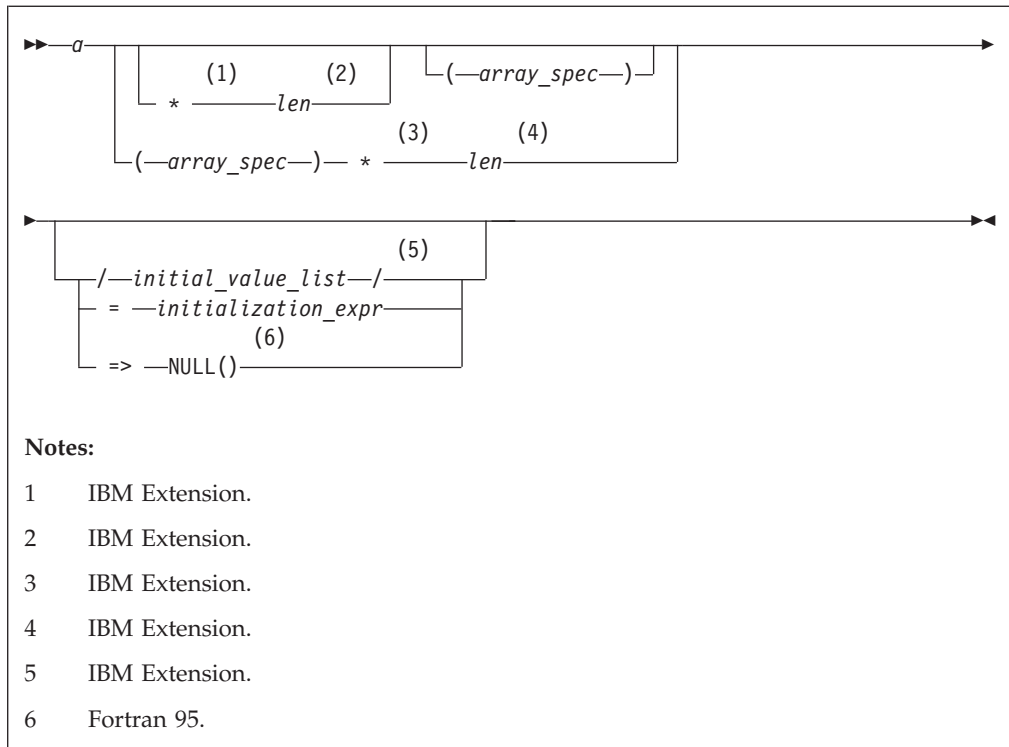 a
(1) (2) ( array_spec )
* len
(3) (4)
( array_spec ) * len
(5)
/ initial_value_list /
= initialization_expr
(6)
=> NULL()
Notes:
1 IBM Extension.
2 IBM Extension.
3 IBM Extension.
4 IBM Extension.
5 IBM Extension.
6 Fortran 95.